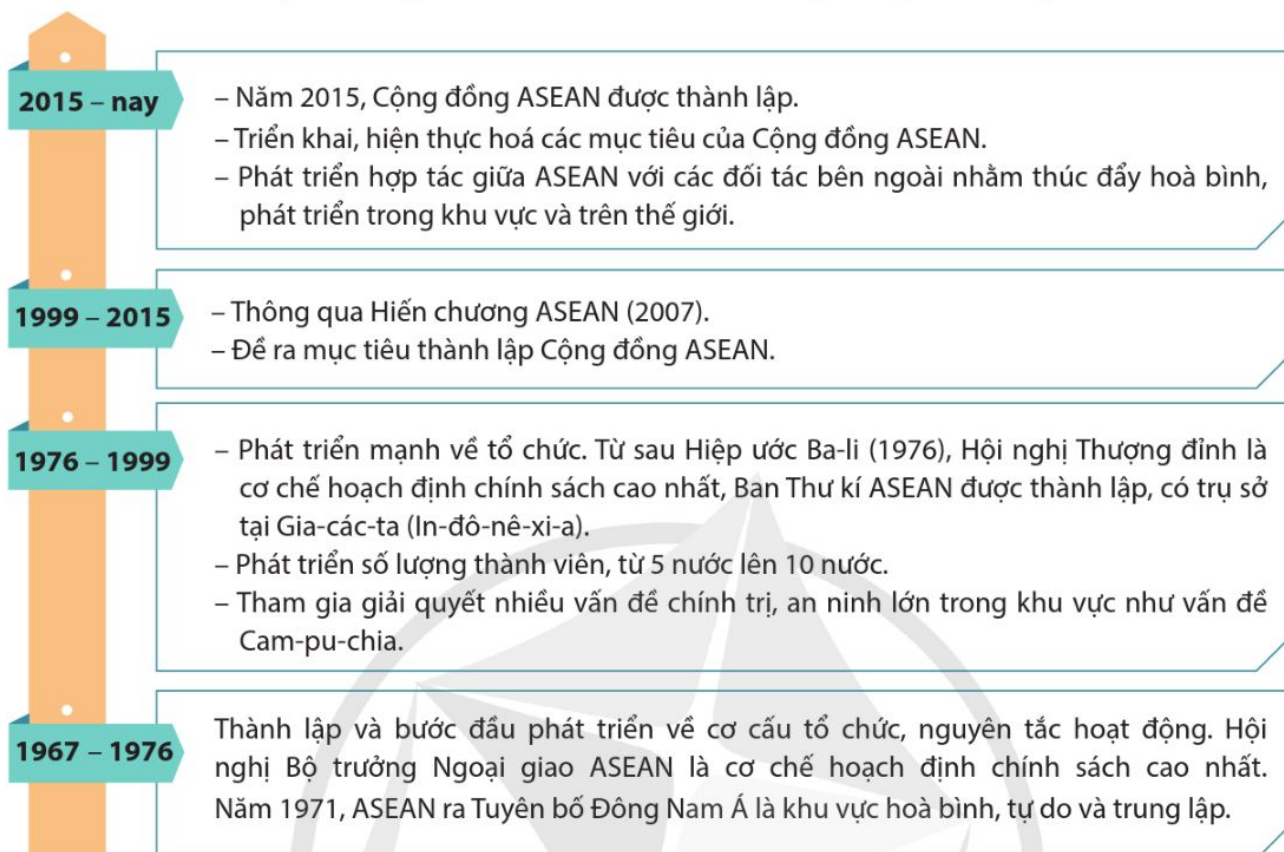 2015 – nay
– Năm 2015, Cộng đồng ASEAN được thành lập.
– Triển khai, hiện thực hoá các mục tiêu của Cộng đồng ASEAN.
– Phát triển hợp tác giữa ASEAN với các đối tác bên ngoài nhằm thúc đẩy hoà bình,
phát triển trong khu vực và trên thế giới.
1999 – 2015
– Thông qua Hiến chương ASEAN (2007).
– Đề ra mục tiêu thành lập Cộng đồng ASEAN.
1976 – 1999
– Phát triển mạnh về tổ chức. Từ sau Hiệp ước Ba-li (1976), Hội nghị Thượng đỉnh là
cơ chế hoạch định chính sách cao nhất, Ban Thư kí ASEAN được thành lập, có trụ sở
tại Gia-các-ta (In-đô-nê-xi-a).
– Phát triển số lượng thành viên, từ 5 nước lên 10 nước.
– Tham gia giải quyết nhiều vấn đề chính trị, an ninh lớn trong khu vực như vấn đề
Cam-pu-chia.
1967 – 1976
Thành lập và bước đầu phát triển về cơ cấu tổ chức, nguyên tắc hoạt động. Hội
nghị Bộ trưởng Ngoại giao ASEAN là cơ chế hoạch định chính sách cao nhất.
Năm 1971, ASEAN ra Tuyên bố Đông Nam Á là khu vực hoà bình, tự do và trung lập.